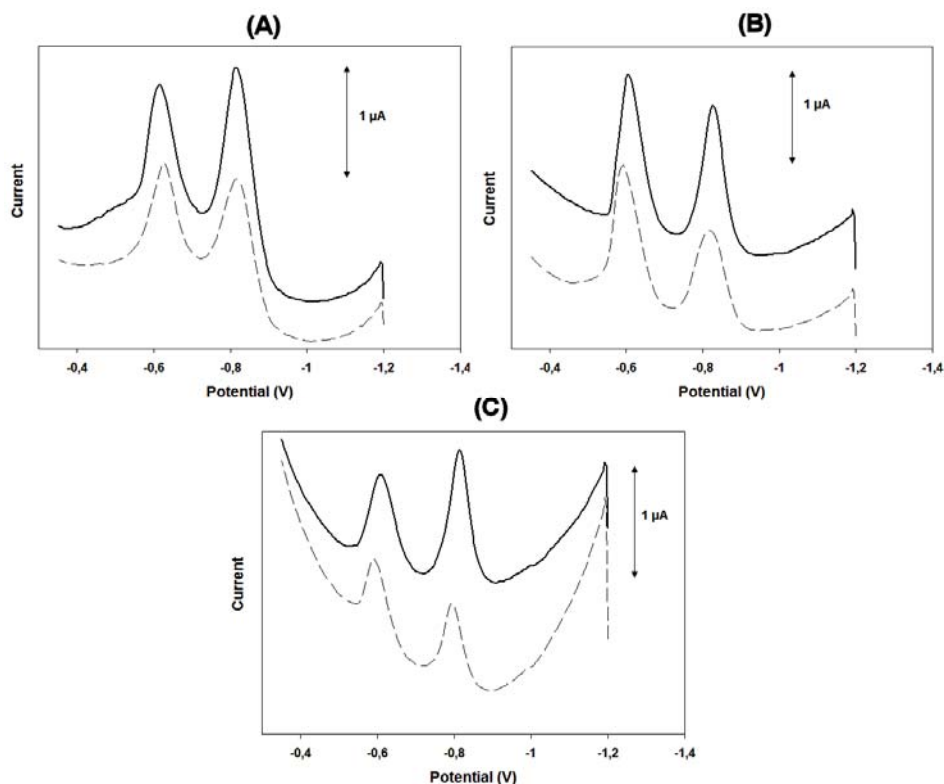 (A)
Current
1 µA
-0,4 -0,6 -0,8 -1 -1,2 -1,4
Potential (V)
(B)
Current
1 µA
-0,4 -0,6 -0,8 -1 -1,2 -1,4
Potential (V)
(C)
Current
1 µA
-0,4 -0,6 -0,8 -1 -1,2 -1,4
Potential (V)